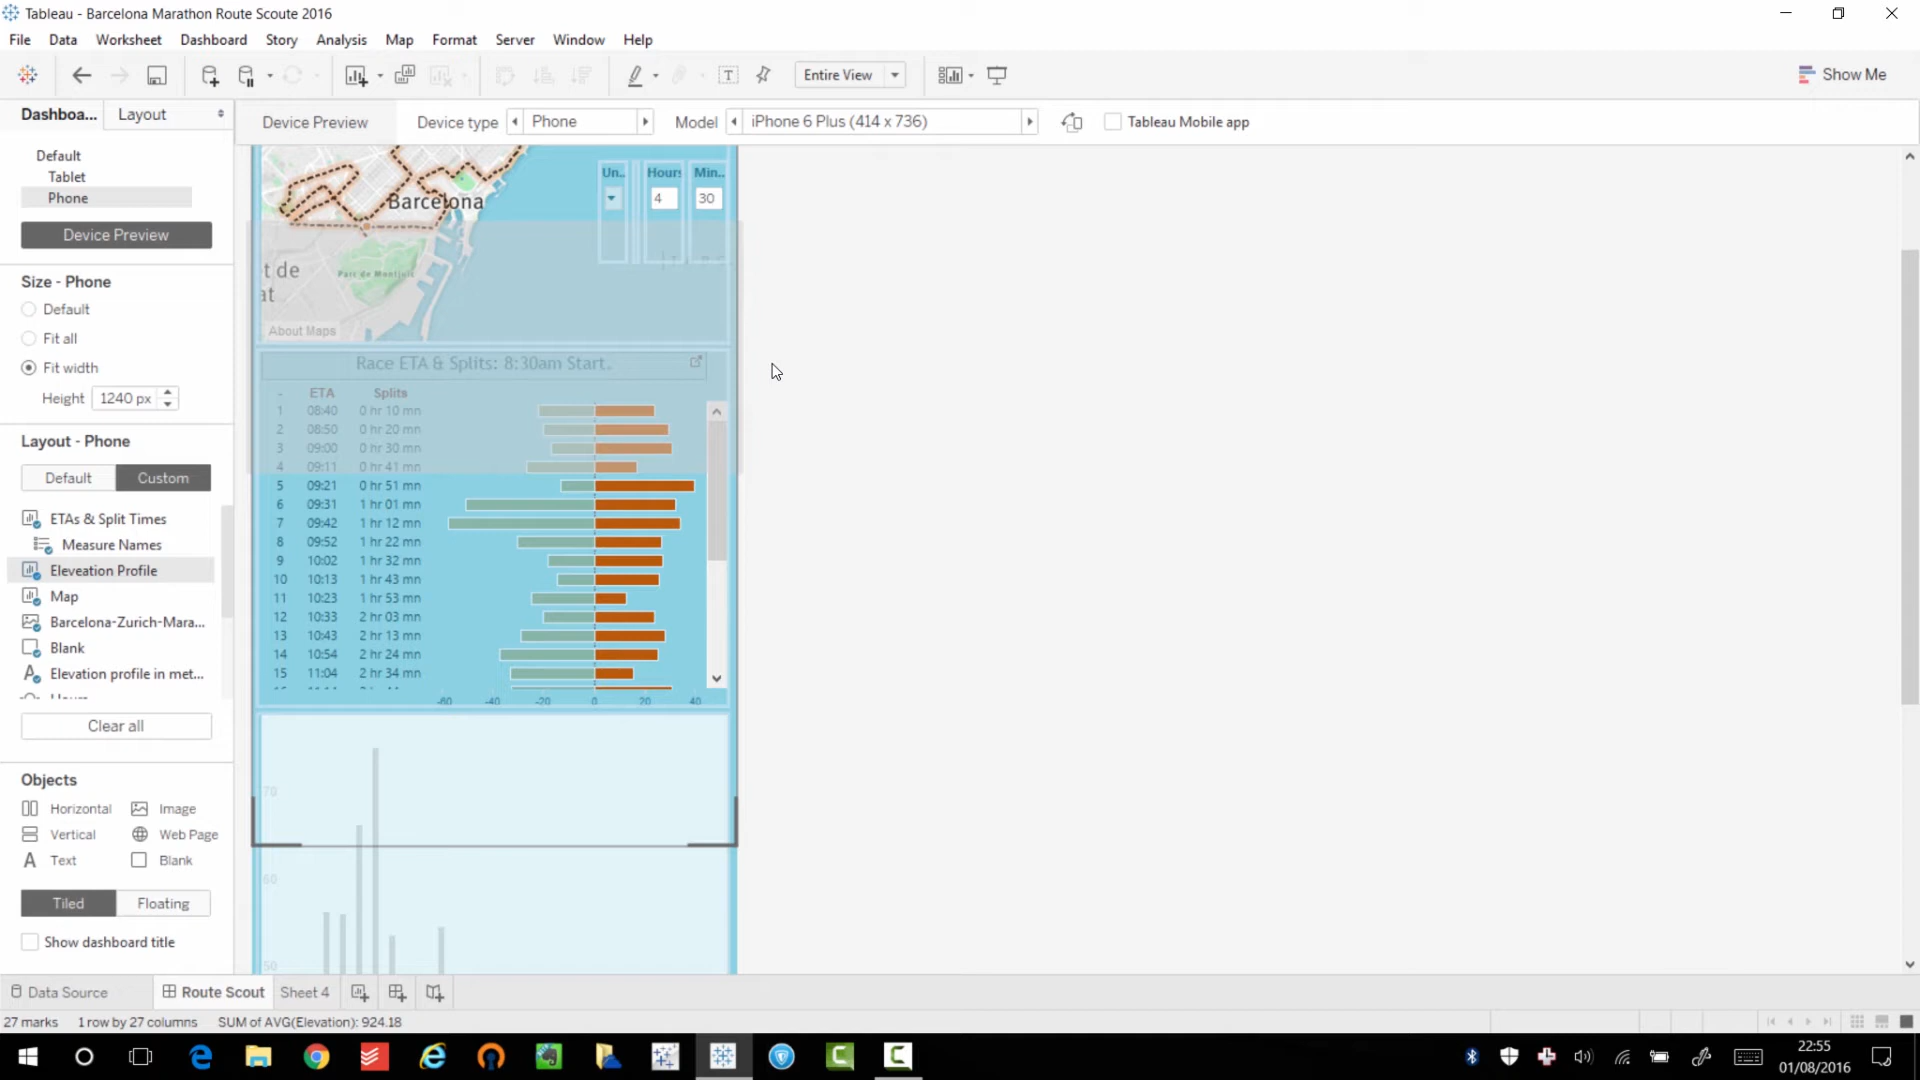 Tableau - Barcelona Marathon Route Scoute 2016
File Data Worksheet Dashboard Story Analysis Map Format Server Window Help
Entire View
Show Me
Dashboa... Layout
Device Preview Device type Phone Model iPhone 6 Plus (414 x 736) Tableau Mobile app
Default
Tablet
Phone
Device Preview
Size - Phone
Default
Fit all
Fit width
Height 1240 px
Layout - Phone
Default Custom
ETAs & Split Times
Measure Names
Eleveation Profile
Map
Barcelona-Zurich-Mara...
Blank
Elevation profile in met...
Hours
Clear all
Objects
Horizontal Image
Vertical Web Page
Text Blank
Tiled Floating
Show dashboard title
Un.. Hours Min..
4 30
Barcelona
t de
at
Parc de Montjuïc
About Maps
Race ETA & Splits: 8:30am Start.
- ETA Splits
1 08:40 0 hr 10 mn
2 08:50 0 hr 20 mn
3 09:00 0 hr 30 mn
4 09:11 0 hr 41 mn
5 09:21 0 hr 51 mn
6 09:31 1 hr 01 mn
7 09:42 1 hr 12 mn
8 09:52 1 hr 22 mn
9 10:02 1 hr 32 mn
10 10:13 1 hr 43 mn
11 10:23 1 hr 53 mn
12 10:33 2 hr 03 mn
13 10:43 2 hr 13 mn
14 10:54 2 hr 24 mn
15 11:04 2 hr 34 mn
-60 -40 -20 0 20 40
70
60
50
Data Source Route Scout Sheet 4
27 marks 1 row by 27 columns SUM of AVG(Elevation): 924.18
22:55
01/08/2016